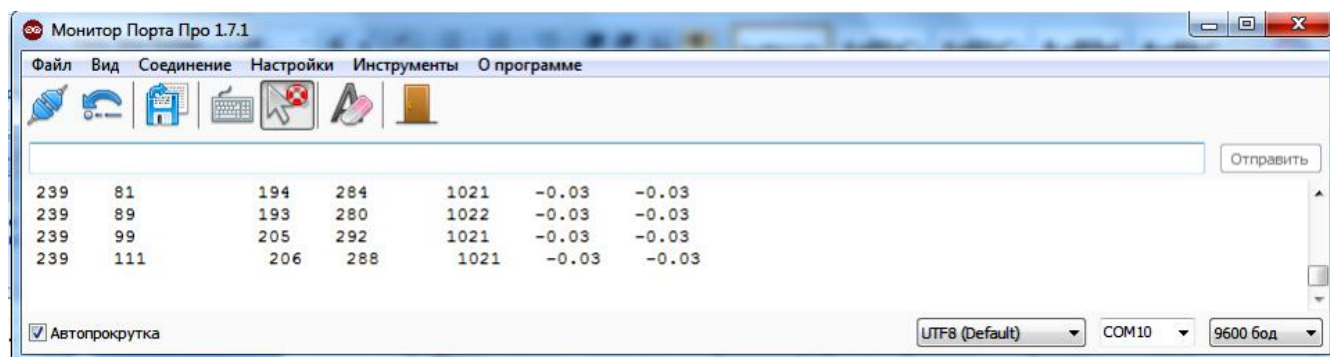 Монитор Порта Про 1.7.1
Файл Вид Соединение Настройки Инструменты О программе
Отправить
239 81 194 284 1021 -0.03 -0.03
239 89 193 280 1022 -0.03 -0.03
239 99 205 292 1021 -0.03 -0.03
239 111 206 288 1021 -0.03 -0.03
Автопрокрутка UTF8 (Default) COM10 9600 бод